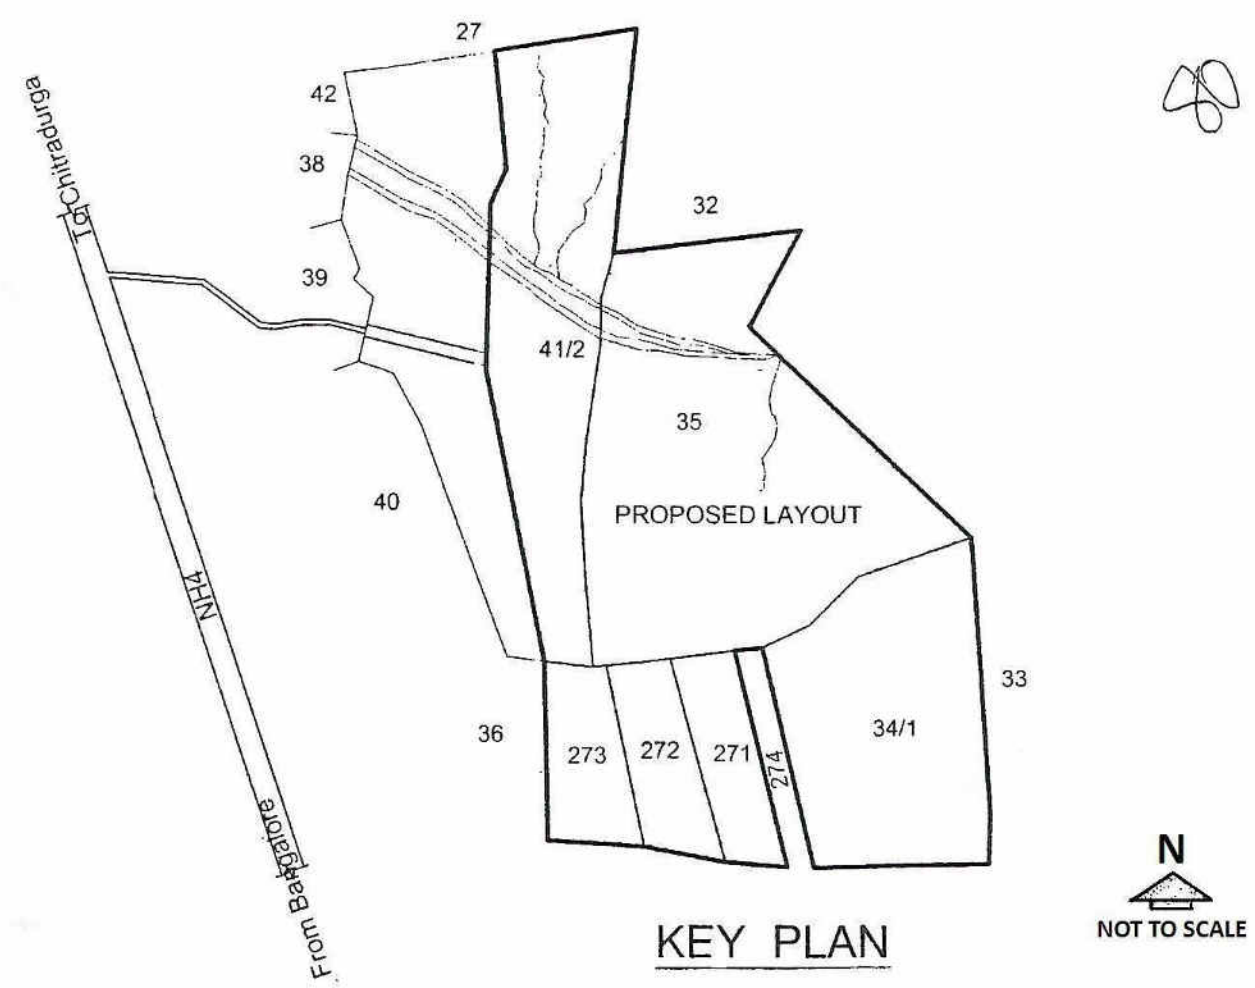 27
42
To Chitradurga
38
32
39
41/2
35
40
PROPOSED LAYOUT
NH4
33
36
34/1
273
272
271
274
N
From Bangalore
NOT TO SCALE
KEY PLAN